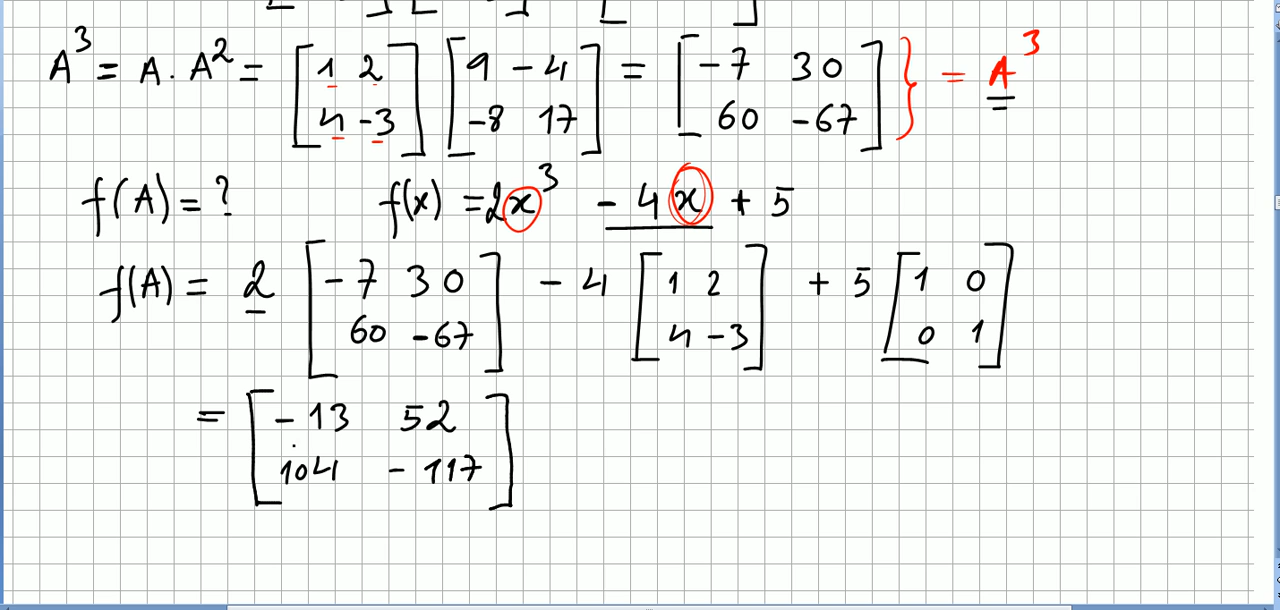 A³ = A . A² = [1 2; 4 -3] [9 -4; -8 17] = [-7 30; 60 -67] } = A³
f(A) = ? f(x) = 2x³ - 4x + 5
f(A) = 2 [-7 30; 60 -67] - 4 [1 2; 4 -3] + 5 [1 0; 0 1]
= [-13 52; 104 -117]